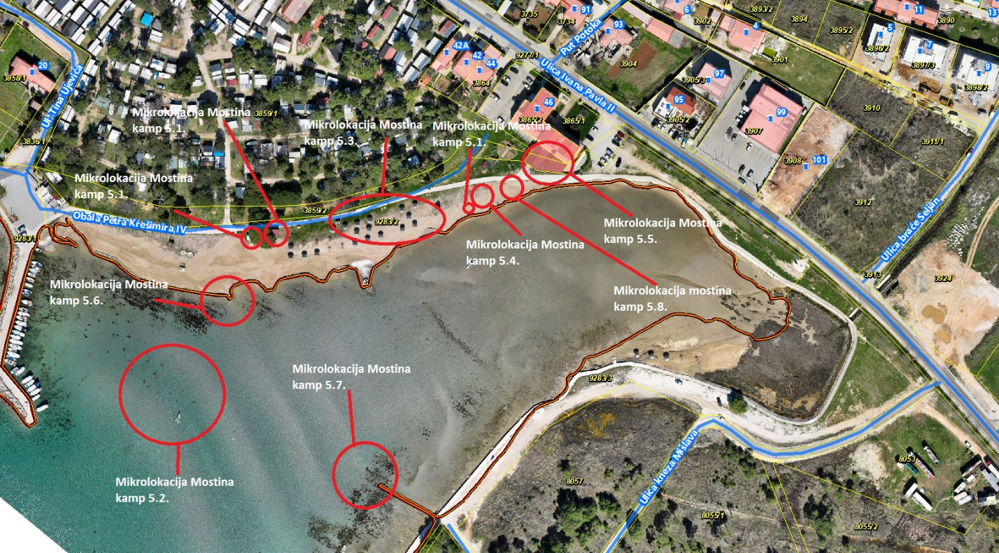 91
6
11
13
3735
3734
3893/2
3894
3890
3902
3895/2
93
Put Potoka
4
5
3896/2
42A
42
44
3864
9277/1
3904
3901
7
3897/3
9
3898/2
20
3858/1
Ul. Tina Ujevića
Ulica Ivana Pavla II
97
3905/3
95
3905/2
99
3907
3910
46
3865/2
3865/1
3911/1
Mikrolokacija Mostina
kamp 5.1.
3859/1
Mikrolokacija Mostina
kamp 5.3.
Mikrolokacija Mostina
kamp 5.1.
3836/1
3908
101
3912
Mikrolokacija Mostina
kamp 5.1.
3859/2
Obala Petra Krešimira IV
9283/1
9283/2
Mikrolokacija Mostina
kamp 5.5.
Ulica braće Seljan
Mikrolokacija Mostina
kamp 5.4.
3913
3924
Mikrolokacija Mostina
kamp 5.6.
Mikrolokacija mostina
kamp 5.8.
Mikrolokacija Mostina
kamp 5.7.
9283/3
Mikrolokacija Mostina
kamp 5.2.
Ulica kneza Mislava
8053
8057
8055/1
8055/2